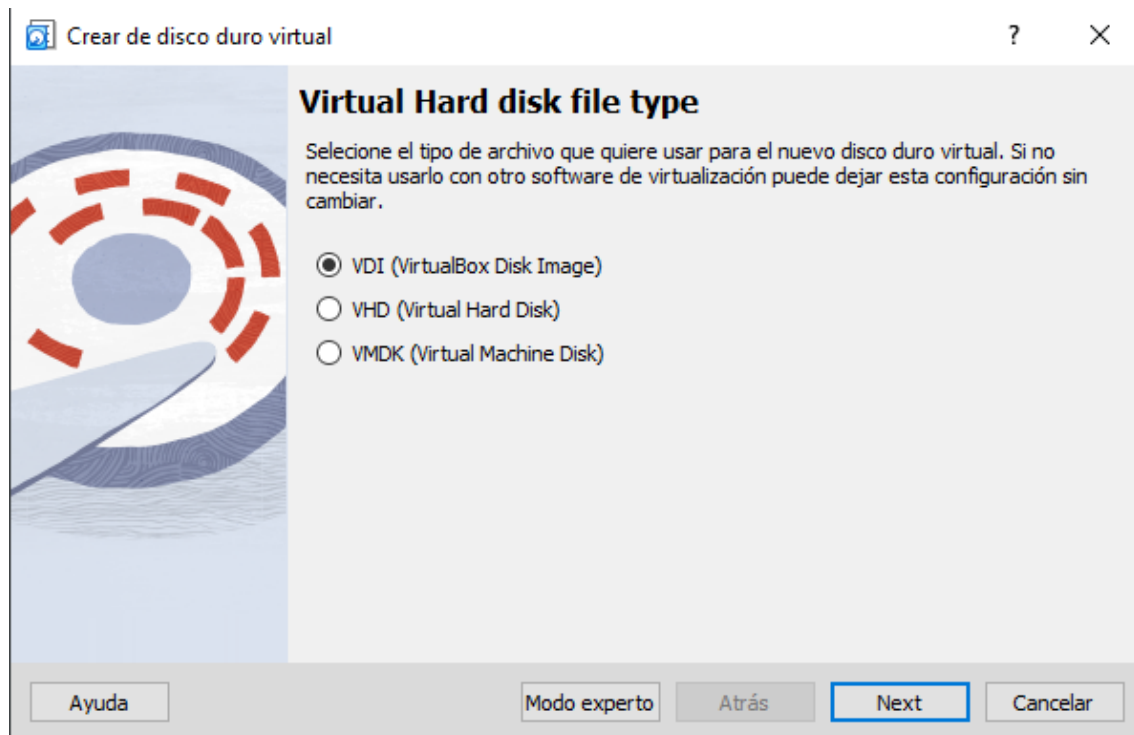 Crear de disco duro virtual
?
Virtual Hard disk file type
Selecione el tipo de archivo que quiere usar para el nuevo disco duro virtual. Si no
necesita usarlo con otro software de virtualización puede dejar esta configuración sin
cambiar.
VDI (VirtualBox Disk Image)
VHD (Virtual Hard Disk)
VMDK (Virtual Machine Disk)
Ayuda Modo experto Atrás Next Cancelar